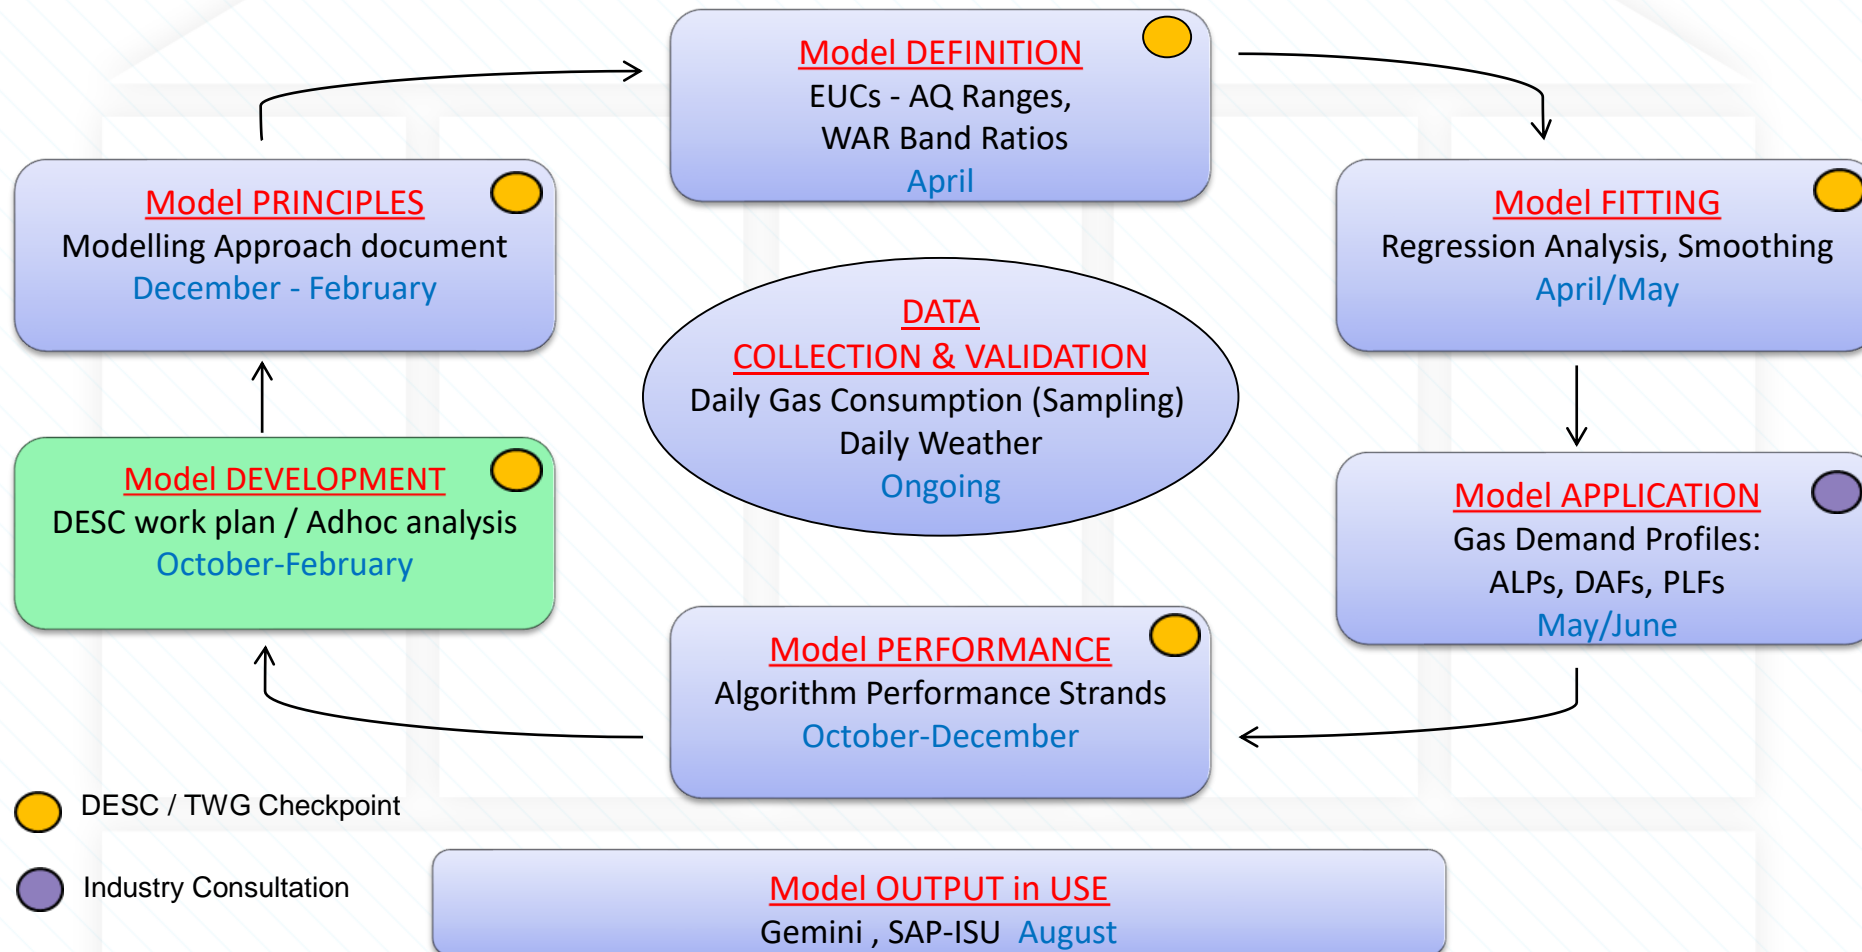 Model DEFINITION
EUCs - AQ Ranges,
WAR Band Ratios
April
Model PRINCIPLES
Modelling Approach document
December - February
Model FITTING
Regression Analysis, Smoothing
April/May
DATA
COLLECTION & VALIDATION
Daily Gas Consumption (Sampling)
Daily Weather
Ongoing
Model DEVELOPMENT
DESC work plan / Adhoc analysis
October-February
Model APPLICATION
Gas Demand Profiles:
ALPs, DAFs, PLFs
May/June
Model PERFORMANCE
Algorithm Performance Strands
October-December
DESC / TWG Checkpoint
Industry Consultation
Model OUTPUT in USE
Gemini , SAP-ISU August